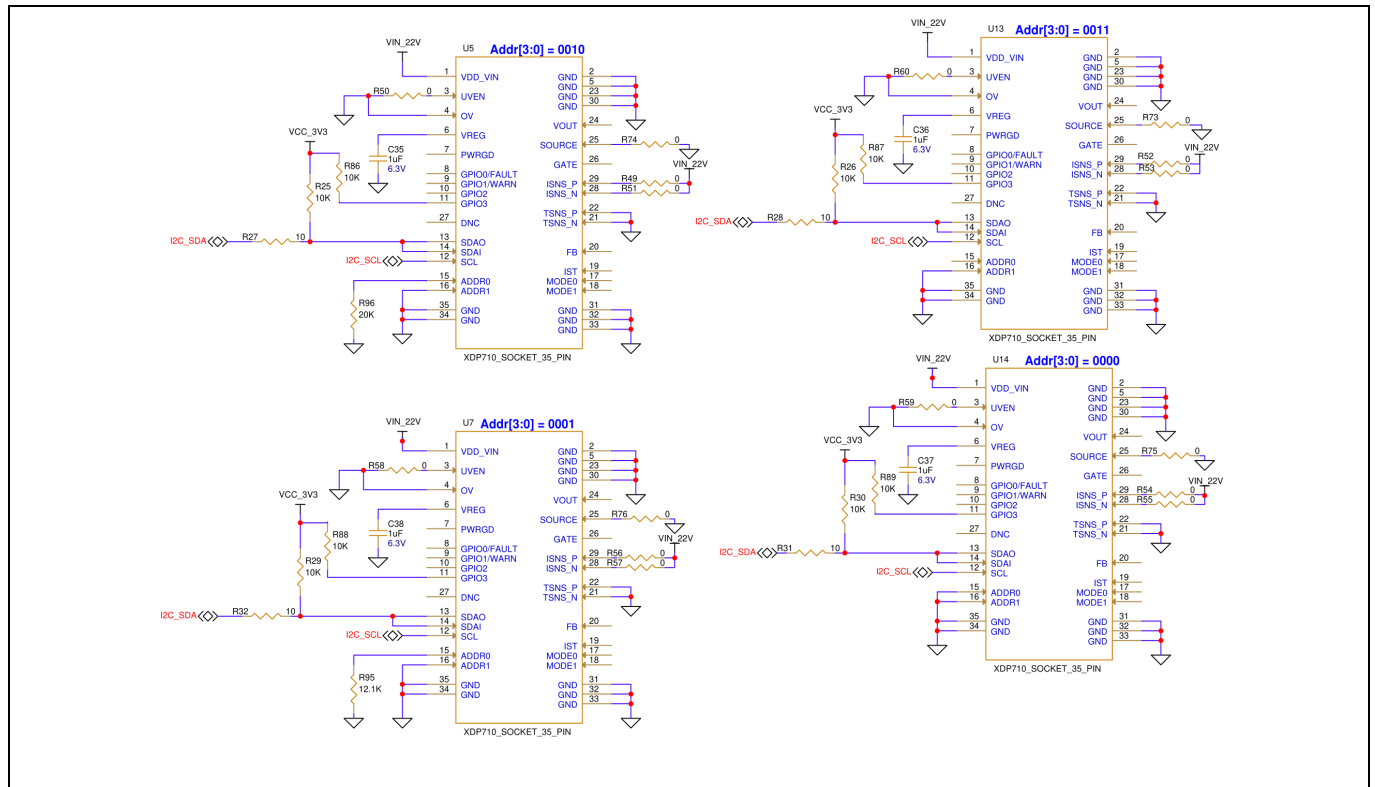 VIN_22V
U5
Addr[3:0] = 0010
1
VDD_VIN
R50
0
3
UVEN
4
OV
6
VREG
C35
1uF
6.3V
7
PWRGD
VCC_3V3
R86
10K
R25
10K
8
GPIO0/FAULT
9
GPIO1/WARN
10
GPIO2
11
GPIO3
27
DNC
I2C_SDA
R27
10
13
SDAO
14
SDAI
I2C_SCL
12
SCL
15
ADDR0
16
ADDR1
R96
20K
35
GND
34
GND
GND
2
GND
5
GND
23
GND
30
VOUT
24
SOURCE
25
R74
0
GATE
26
VIN_22V
ISNS_P
29
R49
0
ISNS_N
28
R51
0
TSNS_P
22
TSNS_N
21
FB
20
IST
19
MODE0
17
MODE1
18
GND
31
GND
32
GND
33
XDP710_SOCKET_35_PIN
VIN_22V
U13
Addr[3:0] = 0011
1
VDD_VIN
R60
0
3
UVEN
4
OV
6
VREG
C36
1uF
6.3V
7
PWRGD
VCC_3V3
R87
10K
R26
10K
8
GPIO0/FAULT
9
GPIO1/WARN
10
GPIO2
11
GPIO3
27
DNC
I2C_SDA
R28
10
13
SDAO
14
SDAI
I2C_SCL
12
SCL
15
ADDR0
16
ADDR1
35
GND
34
GND
GND
2
GND
5
GND
23
GND
30
VOUT
24
SOURCE
25
R73
0
GATE
26
VIN_22V
ISNS_P
29
R52
0
ISNS_N
28
R53
0
TSNS_P
22
TSNS_N
21
FB
20
IST
19
MODE0
17
MODE1
18
GND
31
GND
32
GND
33
XDP710_SOCKET_35_PIN
VIN_22V
U7
Addr[3:0] = 0001
1
VDD_VIN
R58
0
3
UVEN
4
OV
6
VREG
C38
1uF
6.3V
7
PWRGD
VCC_3V3
R88
10K
R29
10K
8
GPIO0/FAULT
9
GPIO1/WARN
10
GPIO2
11
GPIO3
27
DNC
I2C_SDA
R32
10
13
SDAO
14
SDAI
I2C_SCL
12
SCL
15
ADDR0
16
ADDR1
R95
12.1K
35
GND
34
GND
GND
2
GND
5
GND
23
GND
30
VOUT
24
SOURCE
25
R76
0
GATE
26
VIN_22V
ISNS_P
29
R56
0
ISNS_N
28
R57
0
TSNS_P
22
TSNS_N
21
FB
20
IST
19
MODE0
17
MODE1
18
GND
31
GND
32
GND
33
XDP710_SOCKET_35_PIN
VIN_22V
U14
Addr[3:0] = 0000
1
VDD_VIN
R59
0
3
UVEN
4
OV
6
VREG
C37
1uF
6.3V
7
PWRGD
VCC_3V3
R89
10K
R30
10K
8
GPIO0/FAULT
9
GPIO1/WARN
10
GPIO2
11
GPIO3
27
DNC
I2C_SDA
R31
10
13
SDAO
14
SDAI
I2C_SCL
12
SCL
15
ADDR0
16
ADDR1
35
GND
34
GND
GND
2
GND
5
GND
23
GND
30
VOUT
24
SOURCE
25
R75
0
GATE
26
VIN_22V
ISNS_P
29
R54
0
ISNS_N
28
R55
0
TSNS_P
22
TSNS_N
21
FB
20
IST
19
MODE0
17
MODE1
18
GND
31
GND
32
GND
33
XDP710_SOCKET_35_PIN